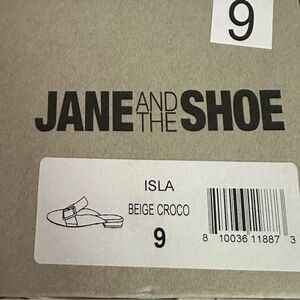 9
JANE AND THE SHOE
ISLA
BEIGE CROCO
9
8 10036 11887 3